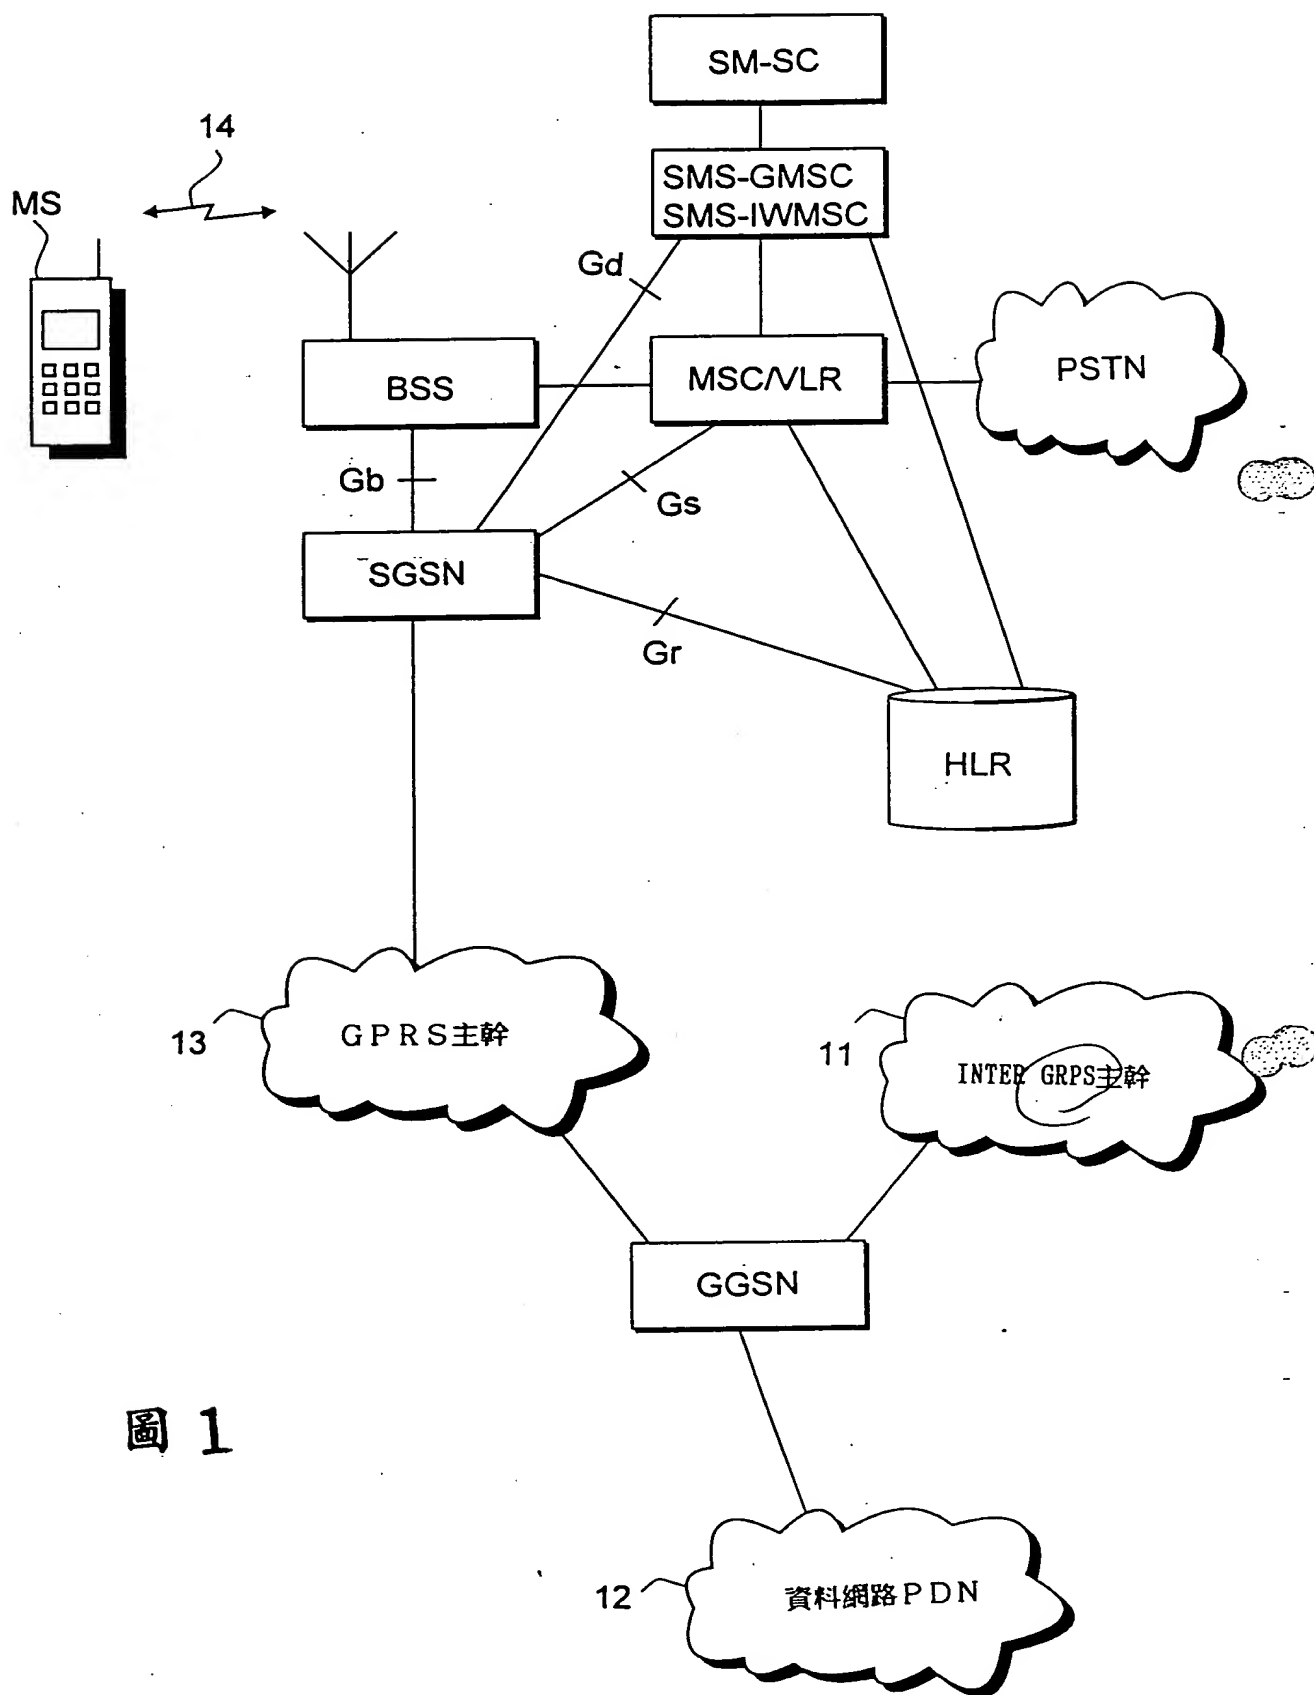 SM-SC
14
SMS-GMSC
SMS-IWMSC
MS
Gd
BSS
MSC/VLR
PSTN
Gb
Gs
SGSN
Gr
HLR
13
GPRS主幹
11
INTER GRPS主幹
GGSN
圖 1
12
資料網路PDN